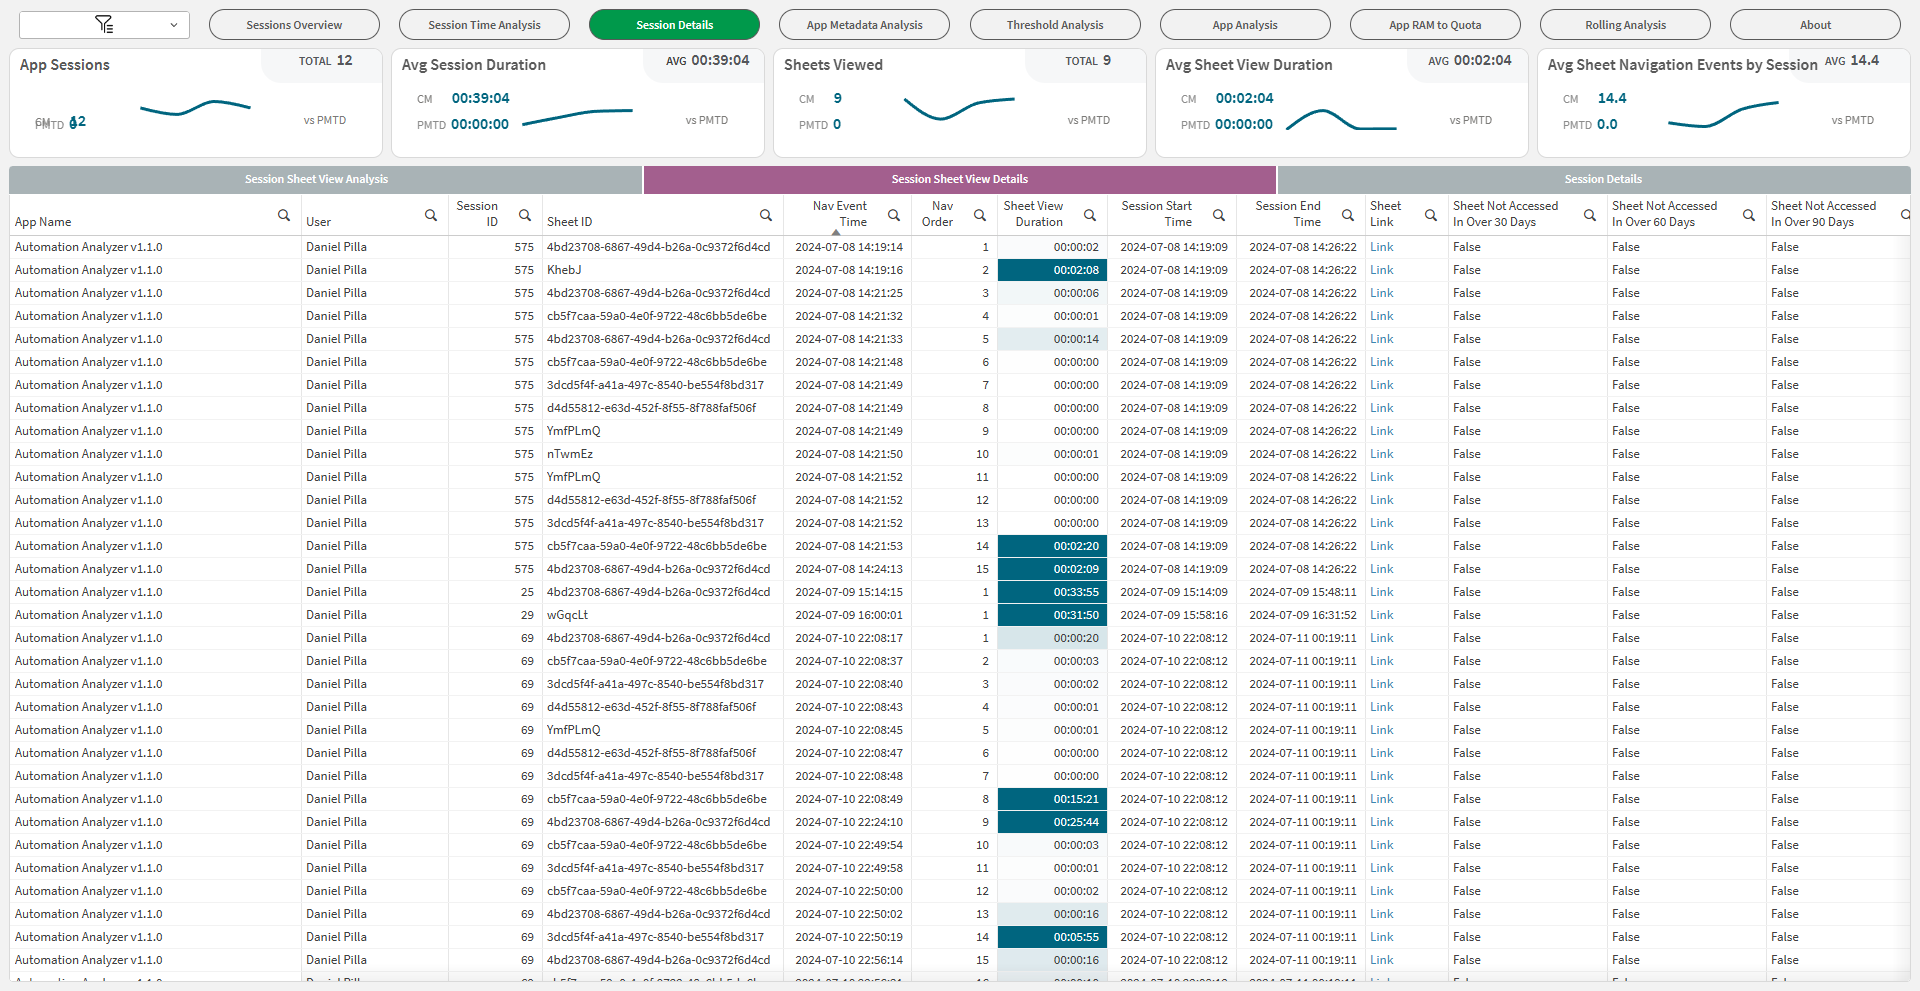 Sessions Overview
Session Time Analysis
Session Details
App Metadata Analysis
Threshold Analysis
App Analysis
App RAM to Quota
Rolling Analysis
About
App Sessions TOTAL 12
CM 12
PMTD
vs PMTD
Avg Session Duration AVG 00:39:04
CM 00:39:04
PMTD 00:00:00
vs PMTD
Sheets Viewed TOTAL 9
CM 9
PMTD 0
vs PMTD
Avg Sheet View Duration AVG 00:02:04
CM 00:02:04
PMTD 00:00:00
vs PMTD
Avg Sheet Navigation Events by Session AVG 14.4
CM 14.4
PMTD 0.0
vs PMTD
Session Sheet View Analysis
Session Sheet View Details
Session Details
App Name User Session ID Sheet ID Nav Event Time Nav Order Sheet View Duration Session Start Time Session End Time Sheet Link Sheet Not Accessed In Over 30 Days Sheet Not Accessed In Over 60 Days Sheet Not Accessed In Over 90 Days
Automation Analyzer v1.1.0 Daniel Pilla 575 4bd23708-6867-49d4-b26a-0c9372f6d4cd 2024-07-08 14:19:14 1 00:00:02 2024-07-08 14:19:09 2024-07-08 14:26:22 Link False False False
Automation Analyzer v1.1.0 Daniel Pilla 575 KhebJ 2024-07-08 14:19:16 2 00:02:08 2024-07-08 14:19:09 2024-07-08 14:26:22 Link False False False
Automation Analyzer v1.1.0 Daniel Pilla 575 4bd23708-6867-49d4-b26a-0c9372f6d4cd 2024-07-08 14:21:25 3 00:00:06 2024-07-08 14:19:09 2024-07-08 14:26:22 Link False False False
Automation Analyzer v1.1.0 Daniel Pilla 575 cb5f7caa-59a0-4e0f-9722-48c6bb5de6be 2024-07-08 14:21:32 4 00:00:01 2024-07-08 14:19:09 2024-07-08 14:26:22 Link False False False
Automation Analyzer v1.1.0 Daniel Pilla 575 4bd23708-6867-49d4-b26a-0c9372f6d4cd 2024-07-08 14:21:33 5 00:00:14 2024-07-08 14:19:09 2024-07-08 14:26:22 Link False False False
Automation Analyzer v1.1.0 Daniel Pilla 575 cb5f7caa-59a0-4e0f-9722-48c6bb5de6be 2024-07-08 14:21:48 6 00:00:00 2024-07-08 14:19:09 2024-07-08 14:26:22 Link False False False
Automation Analyzer v1.1.0 Daniel Pilla 575 3dcd5f4f-a41a-497c-8540-be554f8bd317 2024-07-08 14:21:49 7 00:00:00 2024-07-08 14:19:09 2024-07-08 14:26:22 Link False False False
Automation Analyzer v1.1.0 Daniel Pilla 575 d4d55812-e63d-452f-8f55-8f788faf506f 2024-07-08 14:21:49 8 00:00:00 2024-07-08 14:19:09 2024-07-08 14:26:22 Link False False False
Automation Analyzer v1.1.0 Daniel Pilla 575 YmfPLmQ 2024-07-08 14:21:49 9 00:00:00 2024-07-08 14:19:09 2024-07-08 14:26:22 Link False False False
Automation Analyzer v1.1.0 Daniel Pilla 575 nTwmEz 2024-07-08 14:21:50 10 00:00:01 2024-07-08 14:19:09 2024-07-08 14:26:22 Link False False False
Automation Analyzer v1.1.0 Daniel Pilla 575 YmfPLmQ 2024-07-08 14:21:52 11 00:00:00 2024-07-08 14:19:09 2024-07-08 14:26:22 Link False False False
Automation Analyzer v1.1.0 Daniel Pilla 575 d4d55812-e63d-452f-8f55-8f788faf506f 2024-07-08 14:21:52 12 00:00:00 2024-07-08 14:19:09 2024-07-08 14:26:22 Link False False False
Automation Analyzer v1.1.0 Daniel Pilla 575 3dcd5f4f-a41a-497c-8540-be554f8bd317 2024-07-08 14:21:52 13 00:00:00 2024-07-08 14:19:09 2024-07-08 14:26:22 Link False False False
Automation Analyzer v1.1.0 Daniel Pilla 575 cb5f7caa-59a0-4e0f-9722-48c6bb5de6be 2024-07-08 14:21:53 14 00:02:20 2024-07-08 14:19:09 2024-07-08 14:26:22 Link False False False
Automation Analyzer v1.1.0 Daniel Pilla 575 4bd23708-6867-49d4-b26a-0c9372f6d4cd 2024-07-08 14:24:13 15 00:02:09 2024-07-08 14:19:09 2024-07-08 14:26:22 Link False False False
Automation Analyzer v1.1.0 Daniel Pilla 25 4bd23708-6867-49d4-b26a-0c9372f6d4cd 2024-07-09 15:14:15 1 00:33:55 2024-07-09 15:14:09 2024-07-09 15:48:11 Link False False False
Automation Analyzer v1.1.0 Daniel Pilla 29 wGqcLt 2024-07-09 16:00:01 1 00:31:50 2024-07-09 15:58:16 2024-07-09 16:31:52 Link False False False
Automation Analyzer v1.1.0 Daniel Pilla 69 4bd23708-6867-49d4-b26a-0c9372f6d4cd 2024-07-10 22:08:17 1 00:00:20 2024-07-10 22:08:12 2024-07-11 00:19:11 Link False False False
Automation Analyzer v1.1.0 Daniel Pilla 69 cb5f7caa-59a0-4e0f-9722-48c6bb5de6be 2024-07-10 22:08:37 2 00:00:03 2024-07-10 22:08:12 2024-07-11 00:19:11 Link False False False
Automation Analyzer v1.1.0 Daniel Pilla 69 3dcd5f4f-a41a-497c-8540-be554f8bd317 2024-07-10 22:08:40 3 00:00:02 2024-07-10 22:08:12 2024-07-11 00:19:11 Link False False False
Automation Analyzer v1.1.0 Daniel Pilla 69 d4d55812-e63d-452f-8f55-8f788faf506f 2024-07-10 22:08:43 4 00:00:01 2024-07-10 22:08:12 2024-07-11 00:19:11 Link False False False
Automation Analyzer v1.1.0 Daniel Pilla 69 YmfPLmQ 2024-07-10 22:08:45 5 00:00:01 2024-07-10 22:08:12 2024-07-11 00:19:11 Link False False False
Automation Analyzer v1.1.0 Daniel Pilla 69 d4d55812-e63d-452f-8f55-8f788faf506f 2024-07-10 22:08:47 6 00:00:00 2024-07-10 22:08:12 2024-07-11 00:19:11 Link False False False
Automation Analyzer v1.1.0 Daniel Pilla 69 3dcd5f4f-a41a-497c-8540-be554f8bd317 2024-07-10 22:08:48 7 00:00:00 2024-07-10 22:08:12 2024-07-11 00:19:11 Link False False False
Automation Analyzer v1.1.0 Daniel Pilla 69 cb5f7caa-59a0-4e0f-9722-48c6bb5de6be 2024-07-10 22:08:49 8 00:15:21 2024-07-10 22:08:12 2024-07-11 00:19:11 Link False False False
Automation Analyzer v1.1.0 Daniel Pilla 69 4bd23708-6867-49d4-b26a-0c9372f6d4cd 2024-07-10 22:24:10 9 00:25:44 2024-07-10 22:08:12 2024-07-11 00:19:11 Link False False False
Automation Analyzer v1.1.0 Daniel Pilla 69 cb5f7caa-59a0-4e0f-9722-48c6bb5de6be 2024-07-10 22:49:54 10 00:00:03 2024-07-10 22:08:12 2024-07-11 00:19:11 Link False False False
Automation Analyzer v1.1.0 Daniel Pilla 69 3dcd5f4f-a41a-497c-8540-be554f8bd317 2024-07-10 22:49:58 11 00:00:01 2024-07-10 22:08:12 2024-07-11 00:19:11 Link False False False
Automation Analyzer v1.1.0 Daniel Pilla 69 cb5f7caa-59a0-4e0f-9722-48c6bb5de6be 2024-07-10 22:50:00 12 00:00:02 2024-07-10 22:08:12 2024-07-11 00:19:11 Link False False False
Automation Analyzer v1.1.0 Daniel Pilla 69 4bd23708-6867-49d4-b26a-0c9372f6d4cd 2024-07-10 22:50:02 13 00:00:16 2024-07-10 22:08:12 2024-07-11 00:19:11 Link False False False
Automation Analyzer v1.1.0 Daniel Pilla 69 3dcd5f4f-a41a-497c-8540-be554f8bd317 2024-07-10 22:50:19 14 00:05:55 2024-07-10 22:08:12 2024-07-11 00:19:11 Link False False False
Automation Analyzer v1.1.0 Daniel Pilla 69 4bd23708-6867-49d4-b26a-0c9372f6d4cd 2024-07-10 22:56:14 15 00:00:16 2024-07-10 22:08:12 2024-07-11 00:19:11 Link False False False